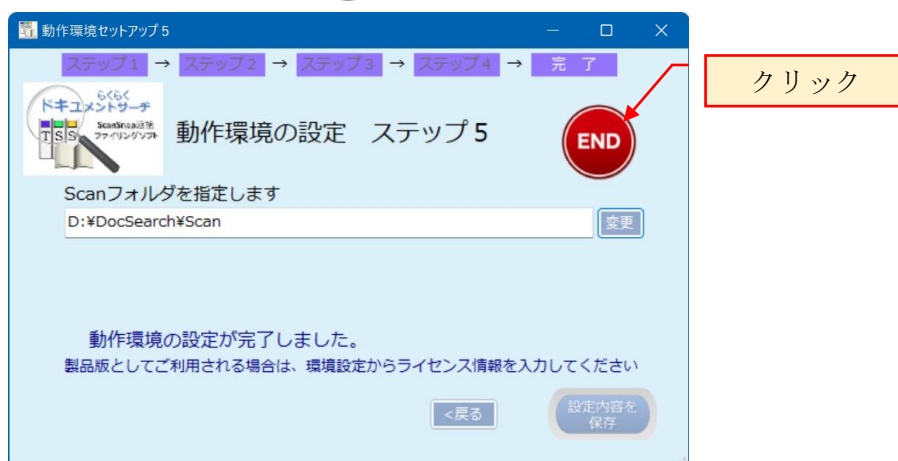 動作環境セットアップ 5
ステップ 1 → ステップ 2 → ステップ 3 → ステップ 4 → 完 了
クリック
らくらく
ドキュメントサーチ
TSS
ScanSnap連携
ファイリングソフト
動作環境の設定　ステップ 5
END
Scanフォルダを指定します
D:¥DocSearch¥Scan
変更
動作環境の設定が完了しました。
製品版としてご利用される場合は、環境設定からライセンス情報を入力してください
<戻る
設定内容を
保存